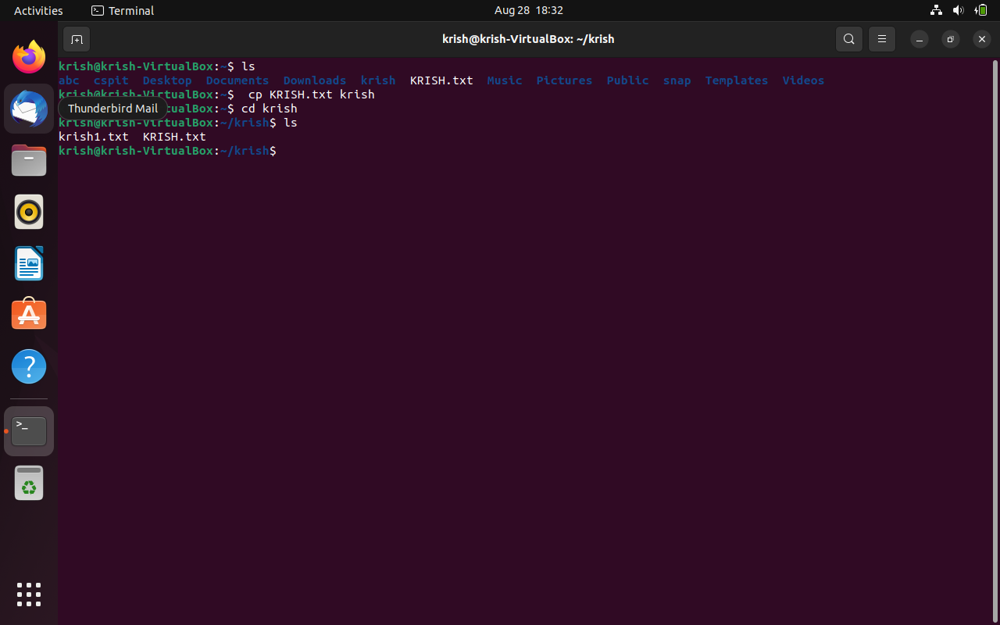 Activities Terminal Aug 28 18:32
krish@krish-VirtualBox: ~/krish
krish@krish-VirtualBox:~$ ls
abc cspit Desktop Documents Downloads krish KRISH.txt Music Pictures Public snap Templates Videos
krish@krish-VirtualBox:~$  cp KRISH.txt krish
Thunderbird Mail
tualBox:~$ cd krish
krish@krish-VirtualBox:~/krish$ ls
krish1.txt KRISH.txt
krish@krish-VirtualBox:~/krish$